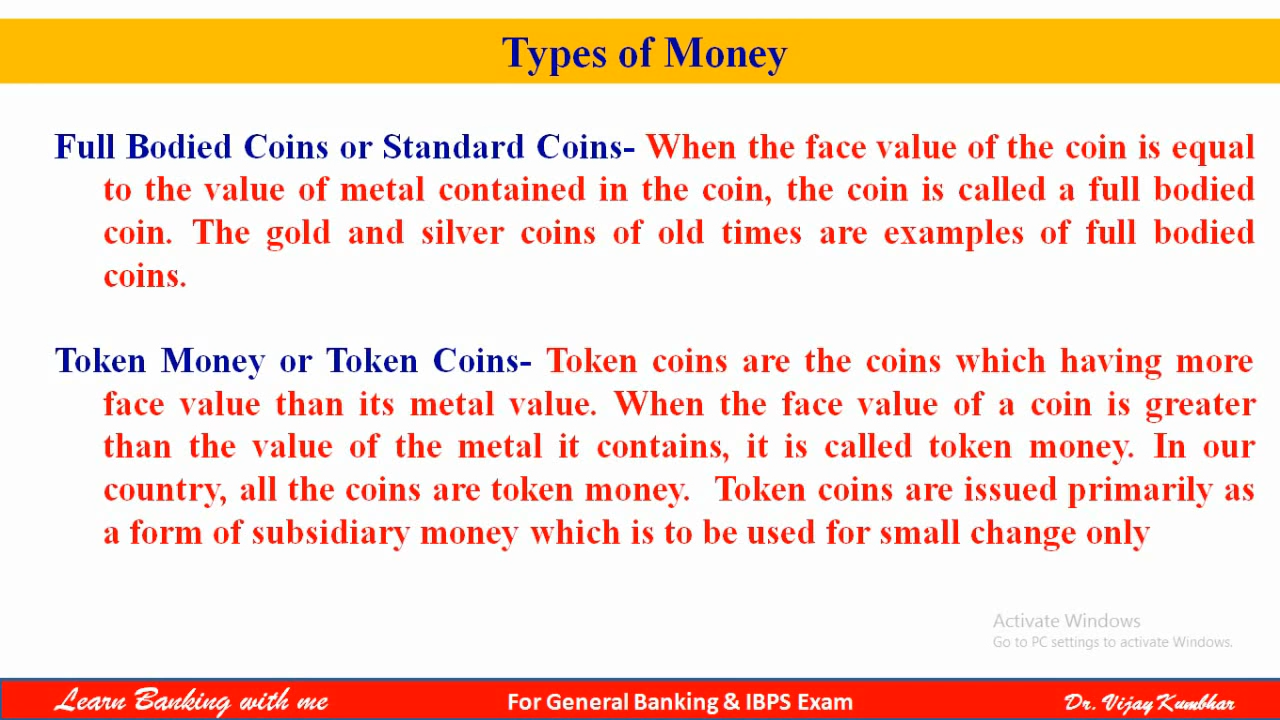 Types of Money
Full Bodied Coins or Standard Coins- When the face value of the coin is equal
to the value of metal contained in the coin, the coin is called a full bodied
coin. The gold and silver coins of old times are examples of full bodied
coins.
Token Money or Token Coins- Token coins are the coins which having more
face value than its metal value. When the face value of a coin is greater
than the value of the metal it contains, it is called token money. In our
country, all the coins are token money. Token coins are issued primarily as
a form of subsidiary money which is to be used for small change only
Activate Windows
Go to PC settings to activate Windows.
Learn Banking with me
For General Banking & IBPS Exam
Dr. Vijay Kumbhar